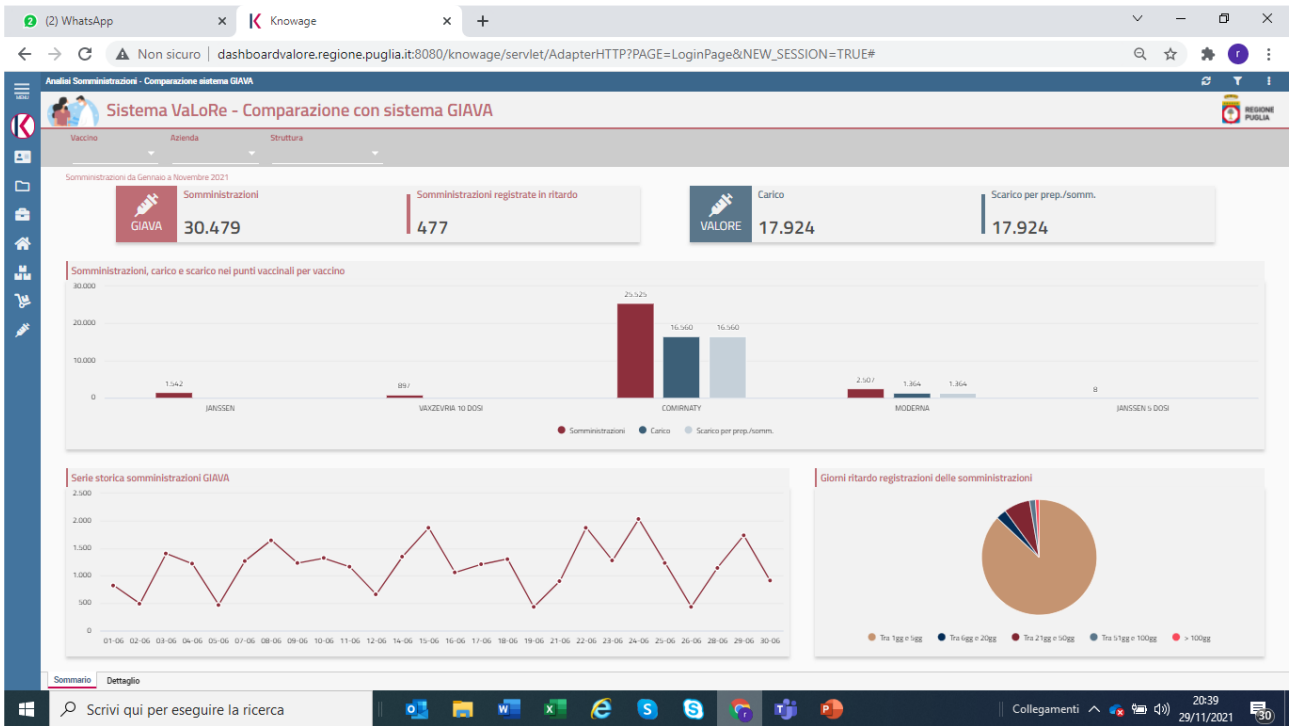 (2) WhatsApp
Knowage
Non sicuro | dashboardvalore.regione.puglia.it:8080/knowage/servlet/AdapterHTTP?PAGE=LoginPage&NEW_SESSION=TRUE#
Analisi Somministrazioni - Comparazione sistema GIAVA
MENU
Sistema VaLoRe - Comparazione con sistema GIAVA
REGIONE
PUGLIA
Vaccino Azienda Struttura
Somministrazioni da Gennaio a Novembre 2021
GIAVA
Somministrazioni
30.479
Somministrazioni registrate in ritardo
477
VALORE
Carico
17.924
Scarico per prep./somm.
17.924
Somministrazioni, carico e scarico nei punti vaccinali per vaccino
30.000
20.000
10.000
0
1.542
897
25.525
16.560
16.560
2.507
1.364
1.364
8
JANSSEN VAXZEVRIA 10 DOSI COMIRNATY MODERNA JANSSEN 5 DOSI
Somministrazioni Carico Scarico per prep./somm.
Serie storica somministrazioni GIAVA
2.500
2.000
1.500
1.000
500
0
01-06 02-06 03-06 04-06 05-06 07-06 08-06 09-06 10-06 11-06 12-06 14-06 15-06 16-06 17-06 18-06 19-06 21-06 22-06 23-06 24-06 25-06 26-06 28-06 29-06 30-06
Giorni ritardo registrazioni delle somministrazioni
Tra 1gg e 5gg Tra 6gg e 20gg Tra 21gg e 50gg Tra 51gg e 100gg > 100gg
Sommario Dettaglio
Scrivi qui per eseguire la ricerca
Collegamenti
20:39
29/11/2021
30